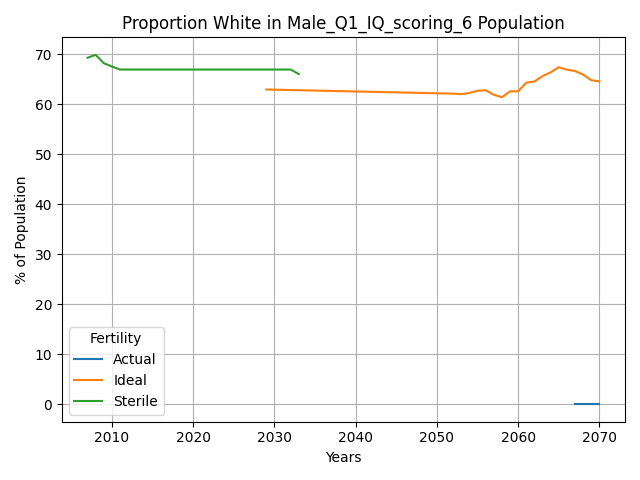 Proportion White in Male_Q1_IQ_scoring_6 Population
% of Population
70
60
50
40
30
20
10
0
Fertility
Actual
Ideal
Sterile
2010 2020 2030 2040 2050 2060 2070
Years